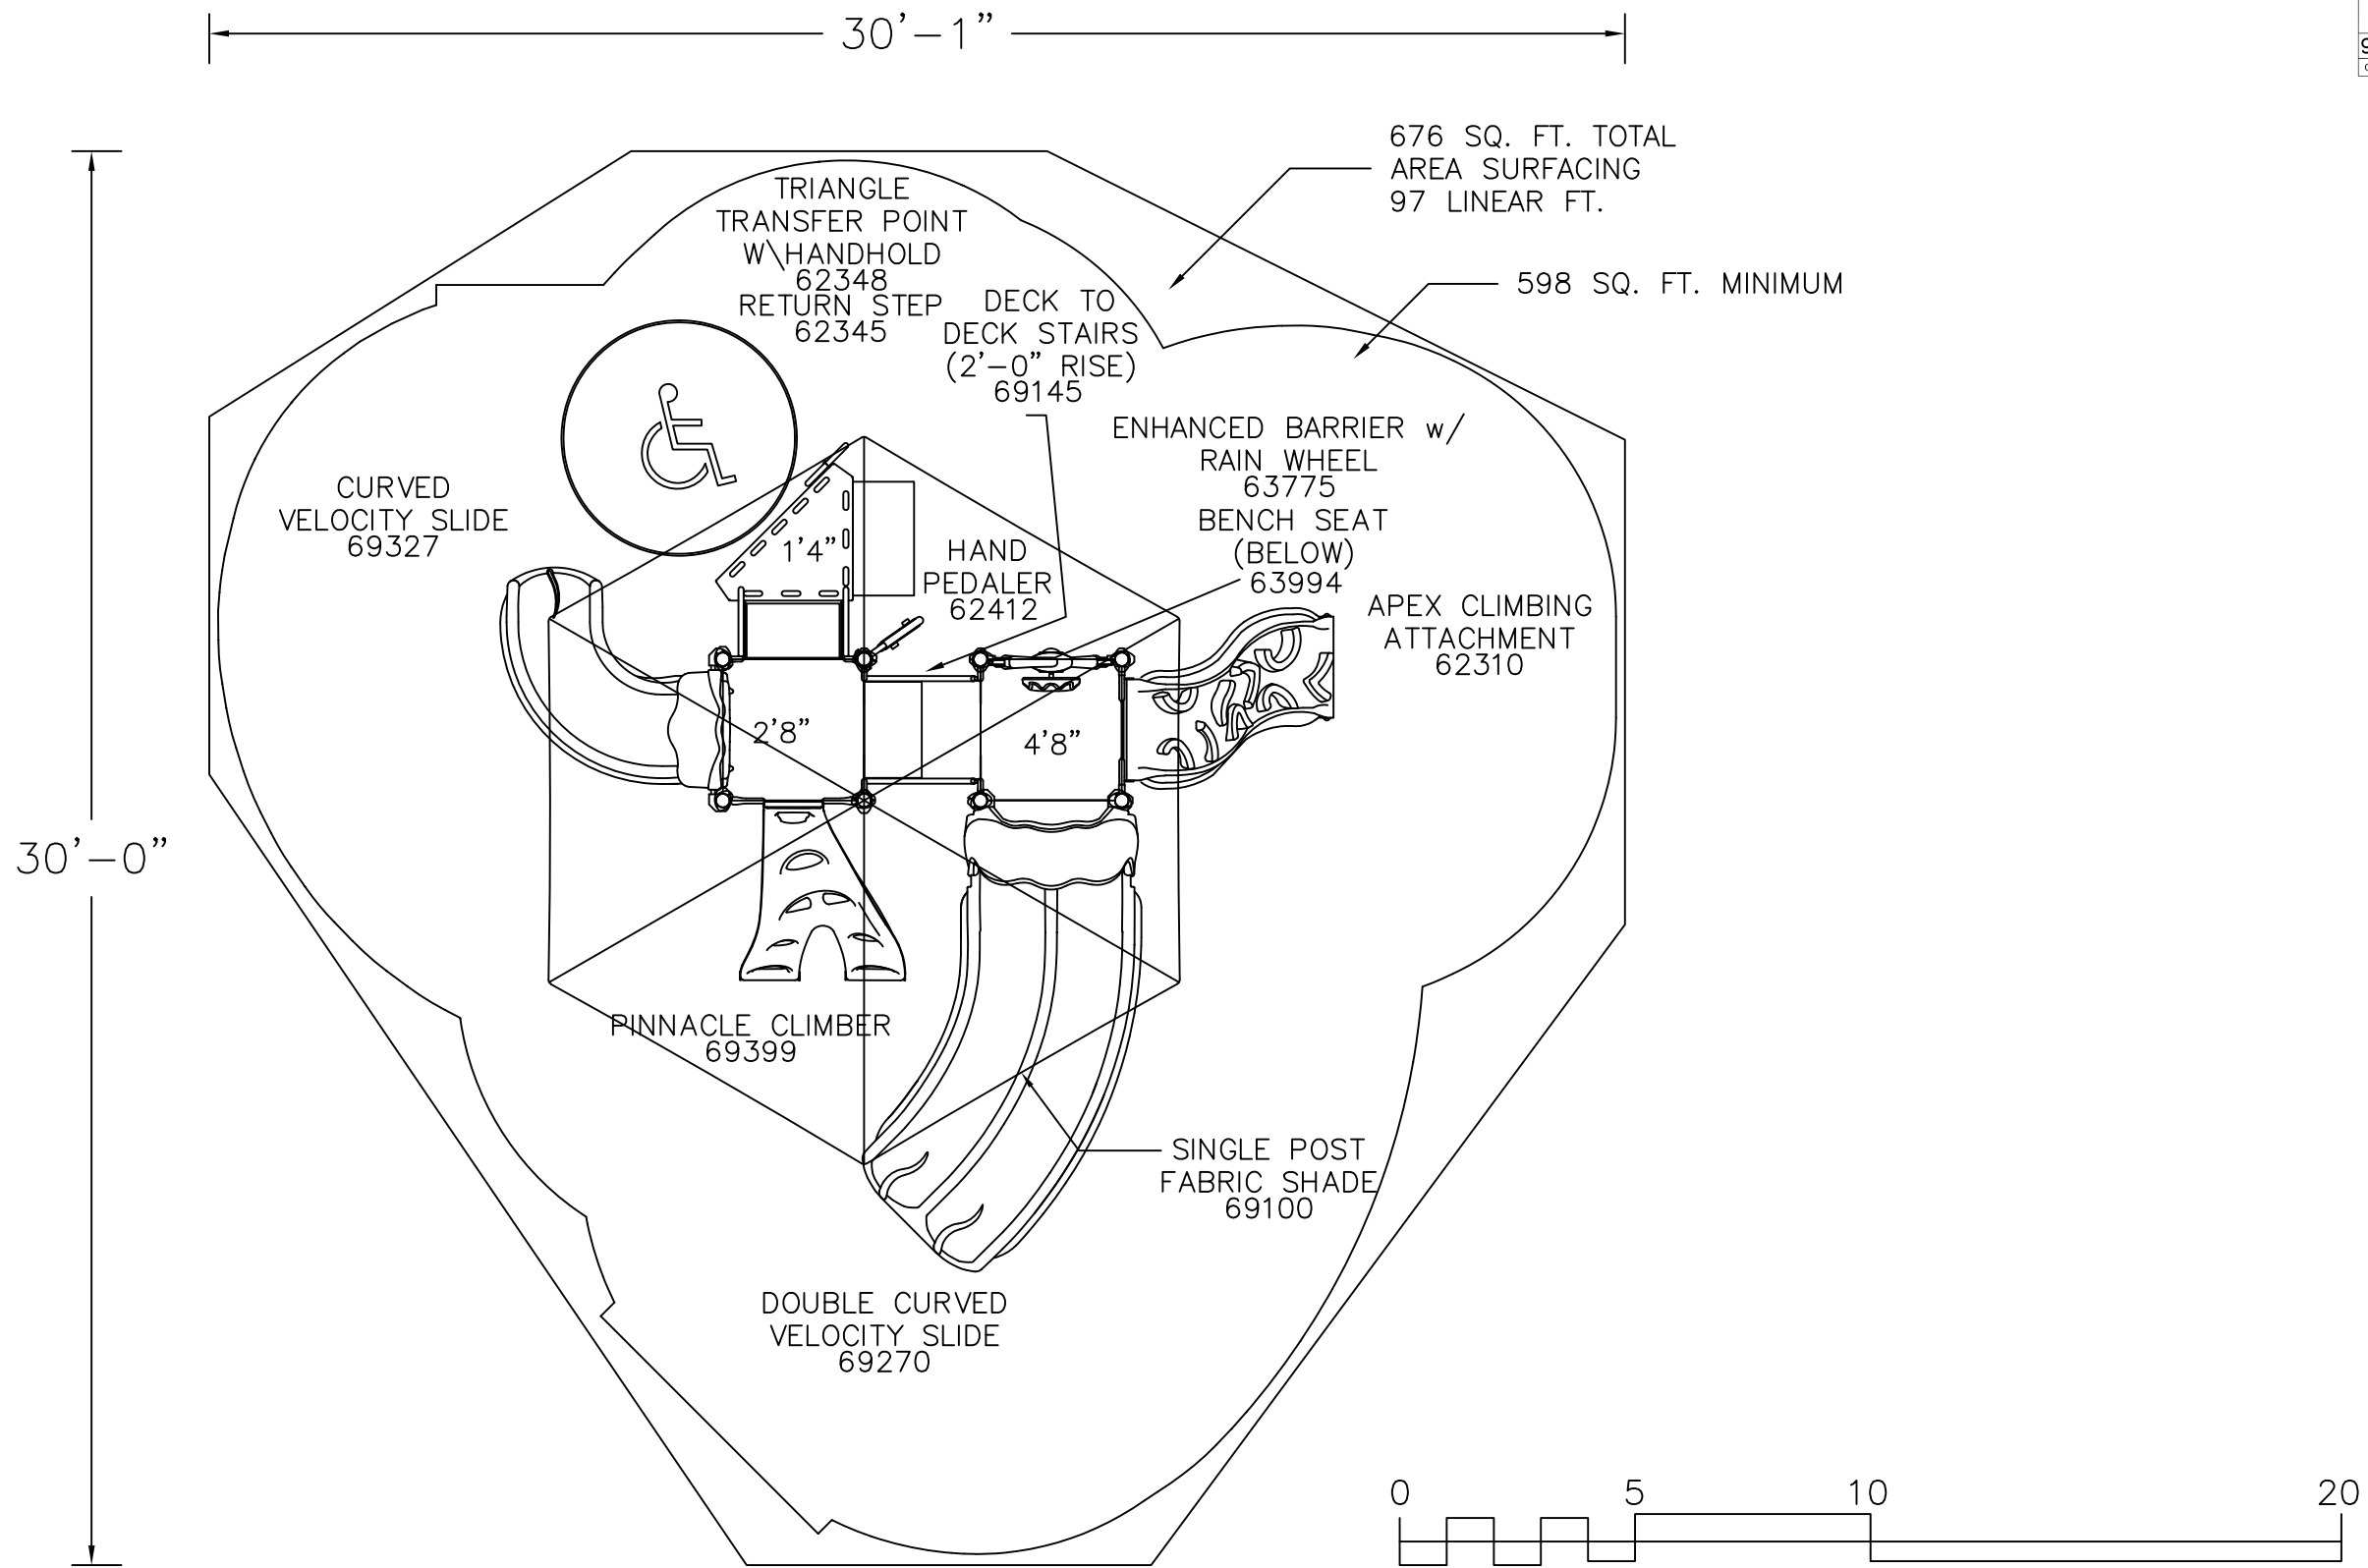 30'-1"
676 SQ. FT. TOTAL
AREA SURFACING
97 LINEAR FT.
598 SQ. FT. MINIMUM
TRIANGLE
TRANSFER POINT
W\HANDHOLD
62348
RETURN STEP
62345
DECK TO
DECK STAIRS
(2'-0" RISE)
69145
ENHANCED BARRIER w/
RAIN WHEEL
63775
BENCH SEAT
(BELOW)
63994
CURVED
VELOCITY SLIDE
69327
1'4"
HAND
PEDALER
62412
APEX CLIMBING
ATTACHMENT
62310
2'8"
4'8"
30'-0"
PINNACLE CLIMBER
69399
SINGLE POST
FABRIC SHADE
69100
DOUBLE CURVED
VELOCITY SLIDE
69270
0 5 10 20